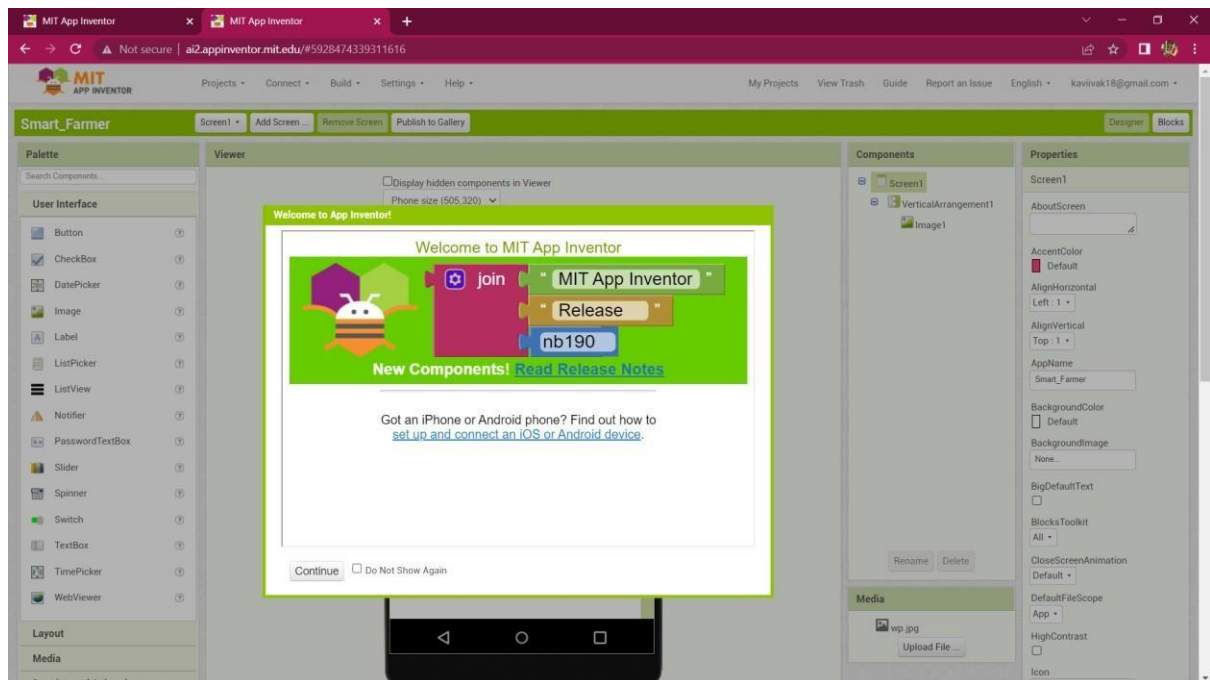 MIT App Inventor
MIT App Inventor
Not secure | ai2.appinventor.mit.edu/#5928474339311616
MIT
APP INVENTOR
Projects Connect Build Settings Help My Projects View Trash Guide Report an Issue English kaviivak18@gmail.com
Smart_Farmer Screen1 Add Screen ... Remove Screen Publish to Gallery Designer Blocks
Palette
Search Components...
User Interface
Button
CheckBox
DatePicker
Image
Label
ListPicker
ListView
Notifier
PasswordTextBox
Slider
Spinner
Switch
TextBox
TimePicker
WebViewer
Layout
Media
Viewer
Display hidden components in Viewer
Phone size (505,320)
Welcome to App Inventor!
Welcome to MIT App Inventor
join " MIT App Inventor "
" Release "
nb190
New Components! Read Release Notes
Got an iPhone or Android phone? Find out how to
set up and connect an iOS or Android device.
Continue Do Not Show Again
Components
Screen1
VerticalArrangement1
Image1
Rename Delete
Media
wp.jpg
Upload File ...
Properties
Screen1
AboutScreen
AccentColor
Default
AlignHorizontal
Left : 1
AlignVertical
Top : 1
AppName
Smart_Farmer
BackgroundColor
Default
BackgroundImage
None...
BigDefaultText
BlocksToolkit
All
CloseScreenAnimation
Default
DefaultFileScope
App
HighContrast
Icon